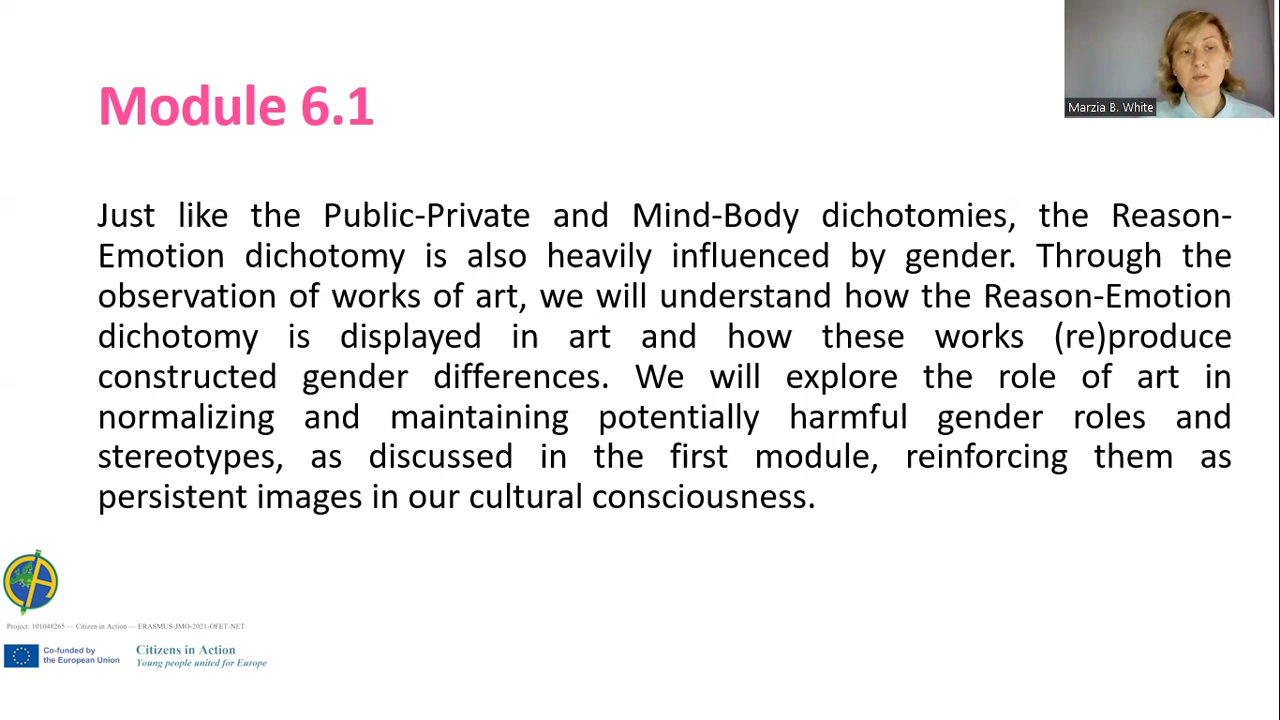 Module 6.1
Marzia B. White
Just like the Public-Private and Mind-Body dichotomies, the Reason-
Emotion dichotomy is also heavily influenced by gender. Through the
observation of works of art, we will understand how the Reason-Emotion
dichotomy is displayed in art and how these works (re)produce
constructed gender differences. We will explore the role of art in
normalizing and maintaining potentially harmful gender roles and
stereotypes, as discussed in the first module, reinforcing them as
persistent images in our cultural consciousness.
Project: 101048265 — Citizen in Action — ERASMUS-JMO-2021-OFET-NET
Co-funded by
the European Union
Citizens in Action
Young people united for Europe